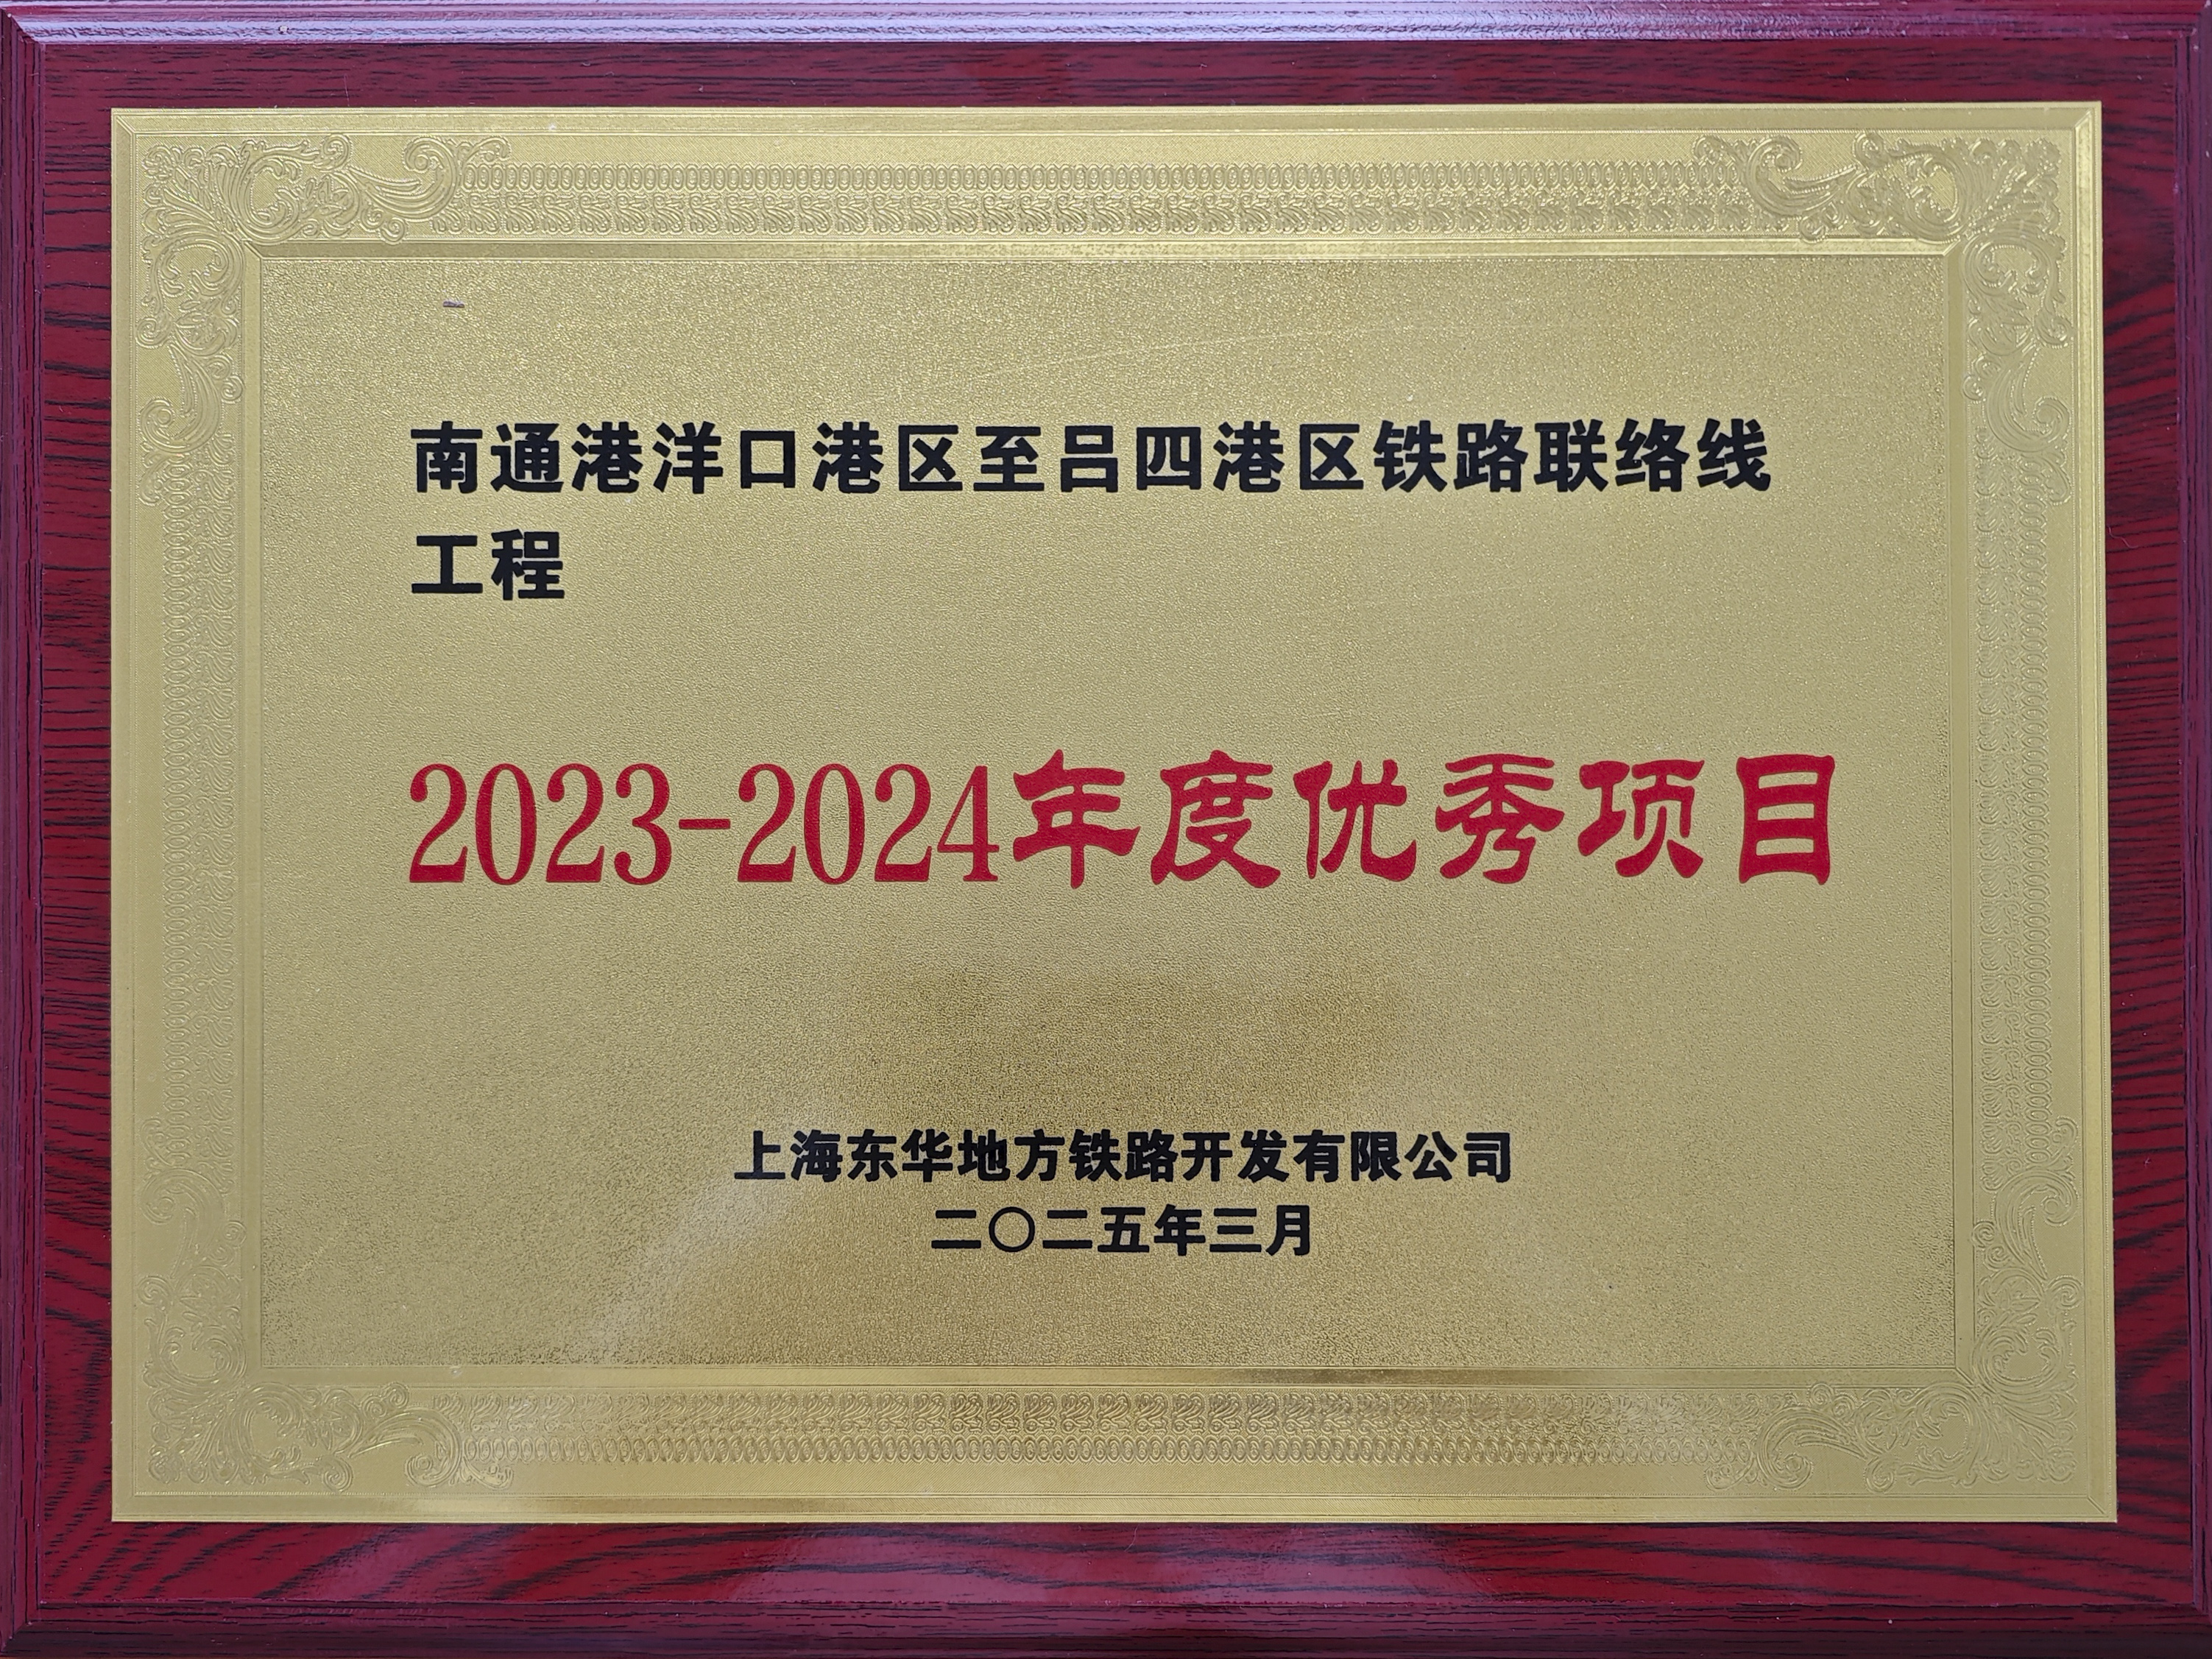 南通港洋口港区至吕四港区铁路联络线
工程
2023-2024年度优秀项目
上海东华地方铁路开发有限公司
二〇二五年三月